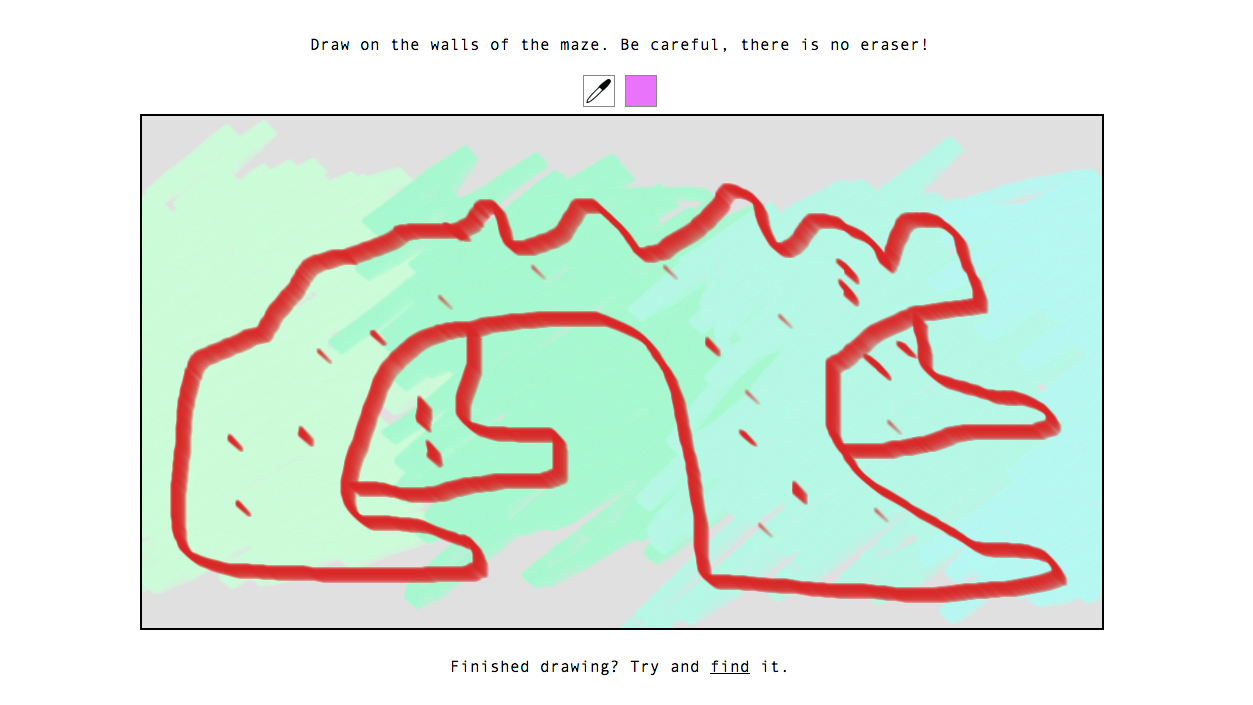 Draw on the walls of the maze. Be careful, there is no eraser!
Finished drawing? Try and find it.